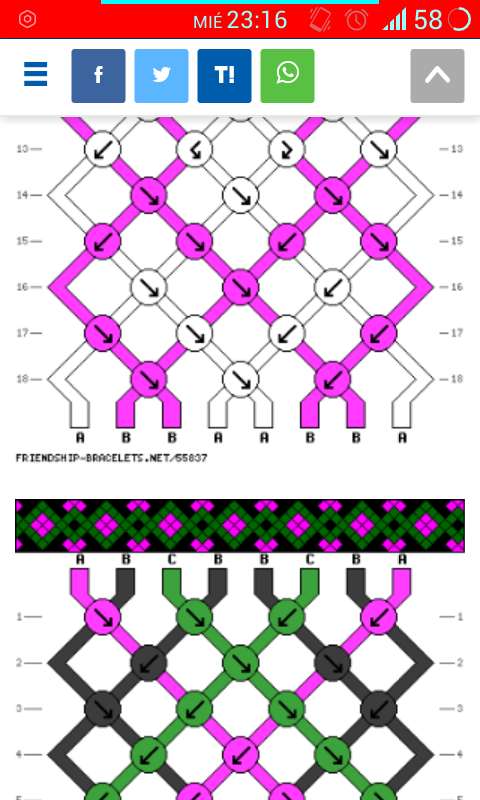 MIÉ 23:16 58
f T!
13 13
14 14
15 15
16 16
17 17
18 18
A B B A A B B A
FRIENDSHIP-BRACELETS.NET/55837
A B C B B C B A
1 1
2 2
3 3
4 4
5